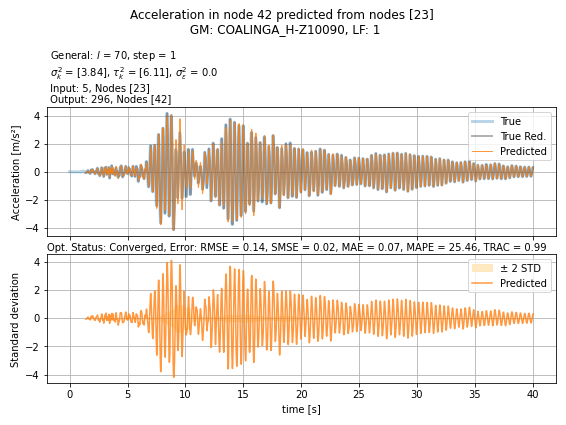 Acceleration in node 42 predicted from nodes [23]
GM: COALINGA_H-Z10090, LF: 1
General: l = 70, step = 1
σ²ₖ = [3.84], τ²ₖ = [6.11], σ²ε = 0.0
Input: 5, Nodes [23]
Output: 296, Nodes [42]
4
2
0
−2
−4
Acceleration [m/s²]
True
True Red.
Predicted
Opt. Status: Converged, Error: RMSE = 0.14, SMSE = 0.02, MAE = 0.07, MAPE = 25.46, TRAC = 0.99
4
2
0
−2
−4
Standard deviation
± 2 STD
Predicted
0 5 10 15 20 25 30 35 40
time [s]